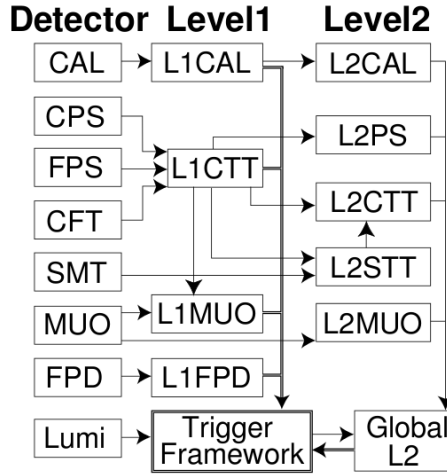 Detector Level1 Level2
CAL L1CAL L2CAL
CPS
L2PS
FPS L1CTT
L2CTT
CFT
SMT L2STT
MUO L1MUO L2MUO
FPD L1FPD
Lumi Trigger Global
Framework L2